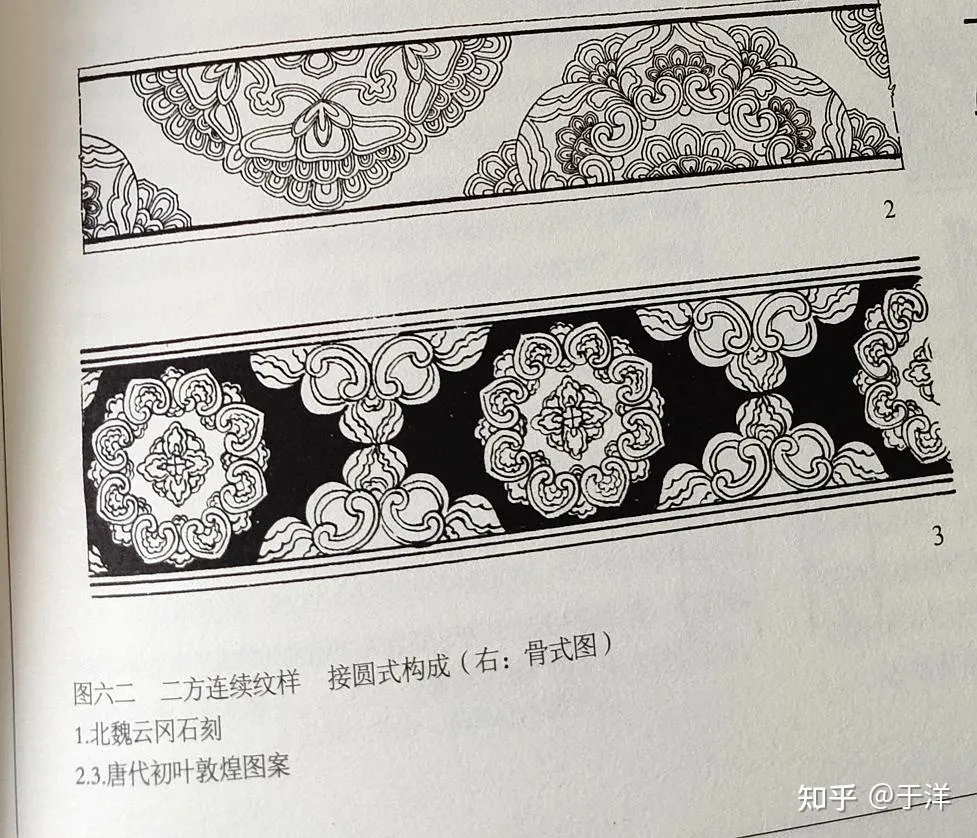 2
3
图六二 二方连续纹样 接圆式构成（右：骨式图）
1.北魏云冈石刻
2.3.唐代初叶敦煌图案
知乎 @于洋